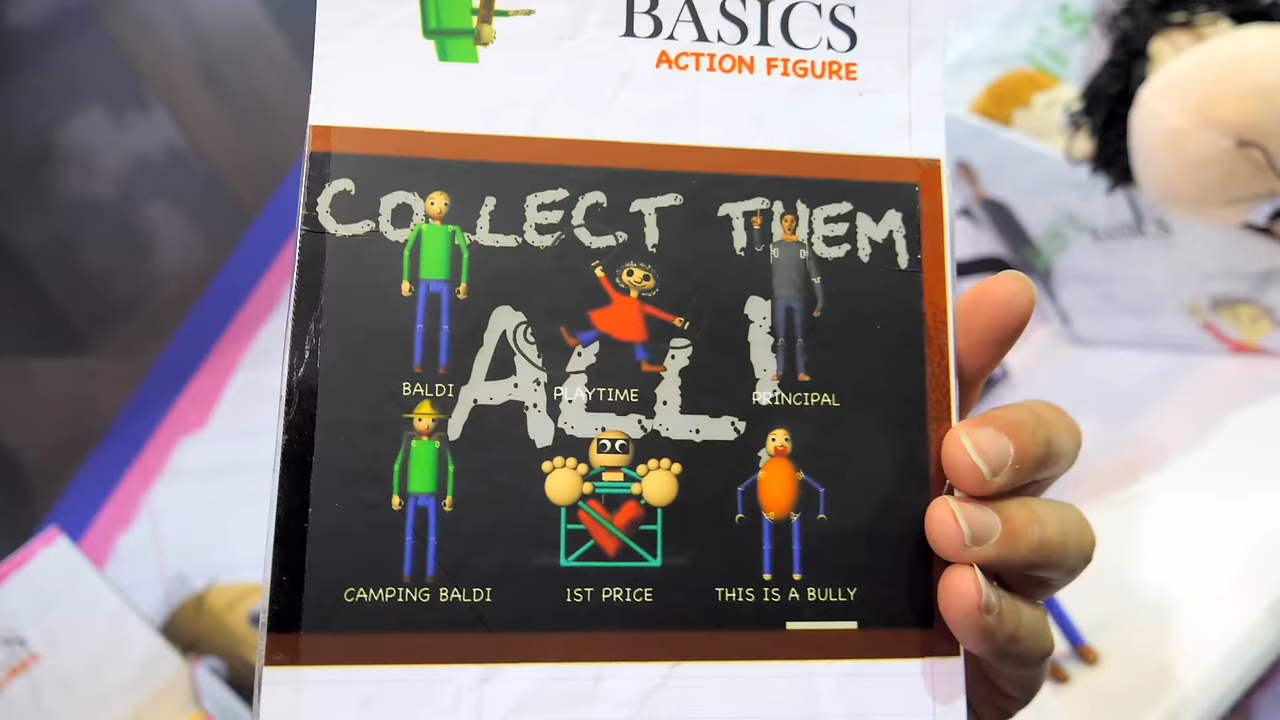 BASICS
ACTION FIGURE
COLLECT THEM
ALL!
BALDI
PLAYTIME
PRINCIPAL
CAMPING BALDI
1ST PRICE
THIS IS A BULLY